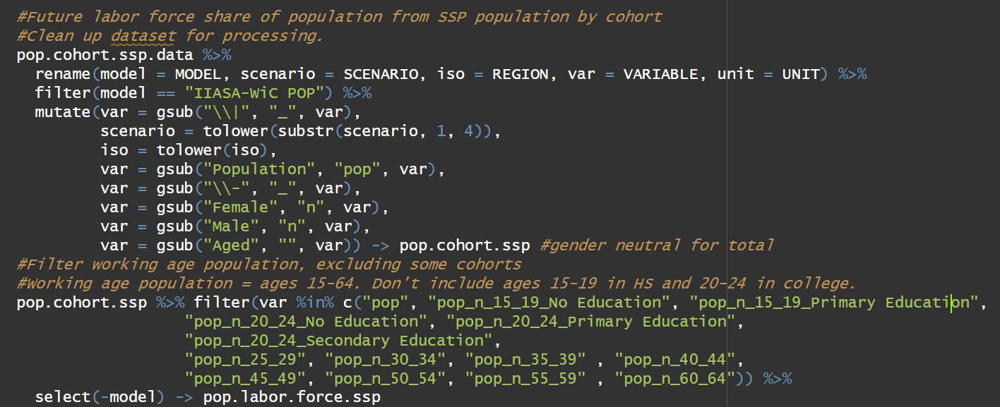 #Future labor force share of population from SSP population by cohort
#Clean up dataset for processing.
pop.cohort.ssp.data %>%
  rename(model = MODEL, scenario = SCENARIO, iso = REGION, var = VARIABLE, unit = UNIT) %>%
  filter(model == "IIASA-WiC POP") %>%
  mutate(var = gsub("\\|", "_", var),
         scenario = tolower(substr(scenario, 1, 4)),
         iso = tolower(iso),
         var = gsub("Population", "pop", var),
         var = gsub("\\-", "_", var),
         var = gsub("Female", "n", var),
         var = gsub("Male", "n", var),
         var = gsub("Aged", "", var)) -> pop.cohort.ssp #gender neutral for total
#Filter working age population, excluding some cohorts
#Working age population = ages 15-64. Don't include ages 15-19 in HS and 20-24 in college.
pop.cohort.ssp %>% filter(var %in% c("pop", "pop_n_15_19_No Education", "pop_n_15_19_Primary Education",
                  "pop_n_20_24_No Education", "pop_n_20_24_Primary Education",
                  "pop_n_20_24_Secondary Education",
                  "pop_n_25_29", "pop_n_30_34", "pop_n_35_39" , "pop_n_40_44",
                  "pop_n_45_49", "pop_n_50_54", "pop_n_55_59" , "pop_n_60_64")) %>%
  select(-model) -> pop.labor.force.ssp